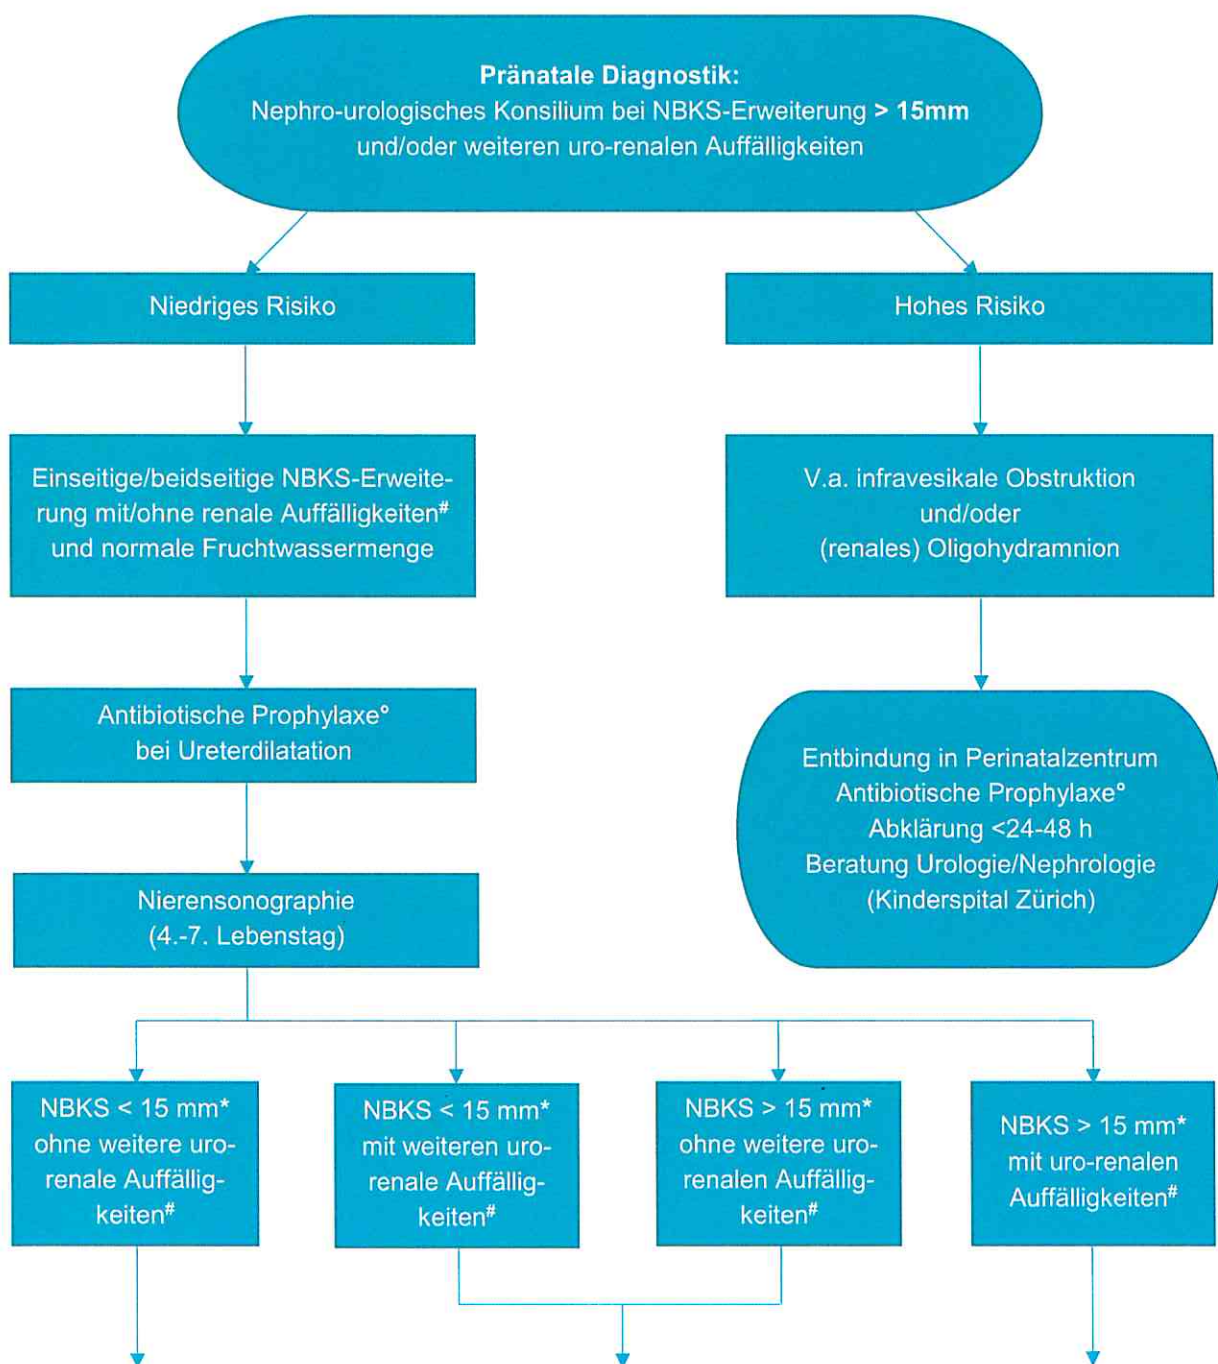 Pränatale Diagnostik:
Nephro-urologisches Konsilium bei NBKS-Erweiterung > 15mm
und/oder weiteren uro-renalen Auffälligkeiten
Niedriges Risiko
Hohes Risiko
Einseitige/beidseitige NBKS-Erweite-
rung mit/ohne renale Auffälligkeiten#
und normale Fruchtwassermenge
V.a. infravesikale Obstruktion
und/oder
(renales) Oligohydramnion
Antibiotische Prophylaxe°
bei Ureterdilatation
Entbindung in Perinatalzentrum
Antibiotische Prophylaxe°
Abklärung <24-48 h
Beratung Urologie/Nephrologie
(Kinderspital Zürich)
Nierensonographie
(4.-7. Lebenstag)
NBKS < 15 mm*
ohne weitere uro-
renale Auffällig-
keiten#
NBKS < 15 mm*
mit weiteren uro-
renale Auffällig-
keiten#
NBKS > 15 mm*
ohne weitere uro-
renalen Auffällig-
keiten#
NBKS > 15 mm*
mit uro-renalen
Auffälligkeiten#